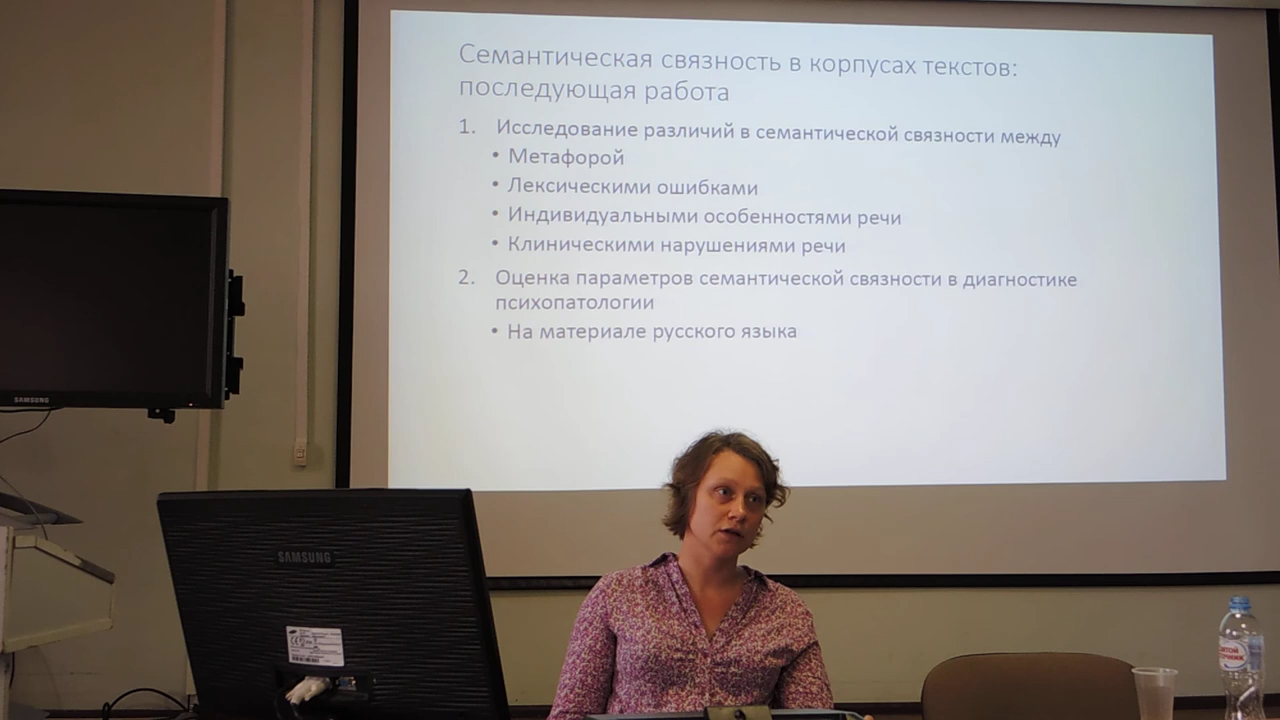 Семантическая связность в корпусах текстов:
последующая работа
1. Исследование различий в семантической связности между
• Метафорой
• Лексическими ошибками
• Индивидуальными особенностями речи
• Клиническими нарушениями речи
2. Оценка параметров семантической связности в диагностике
психопатологии
• На материале русского языка
SAMSUNG
SAMSUNG